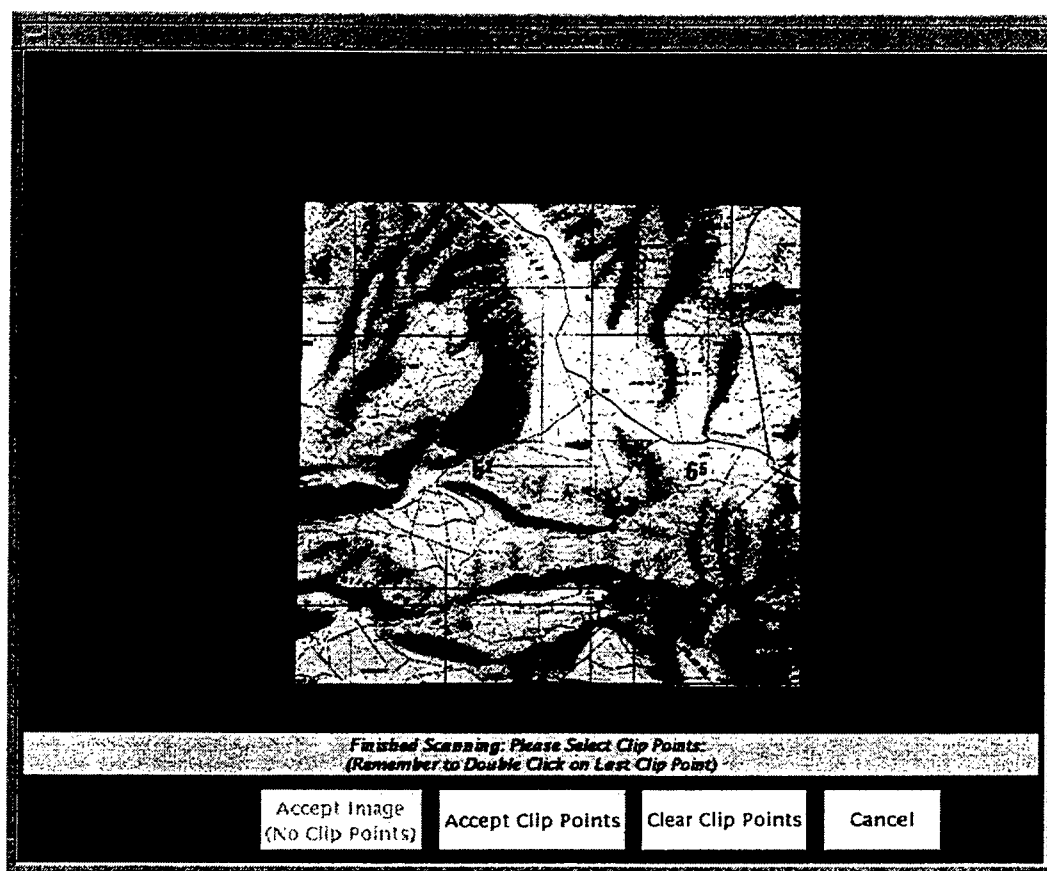 6⁵
Finished Scanning: Please Select Clip Points:
(Remember to Double Click on Last Clip Point)
Accept Image
(No Clip Points)
Accept Clip Points
Clear Clip Points
Cancel